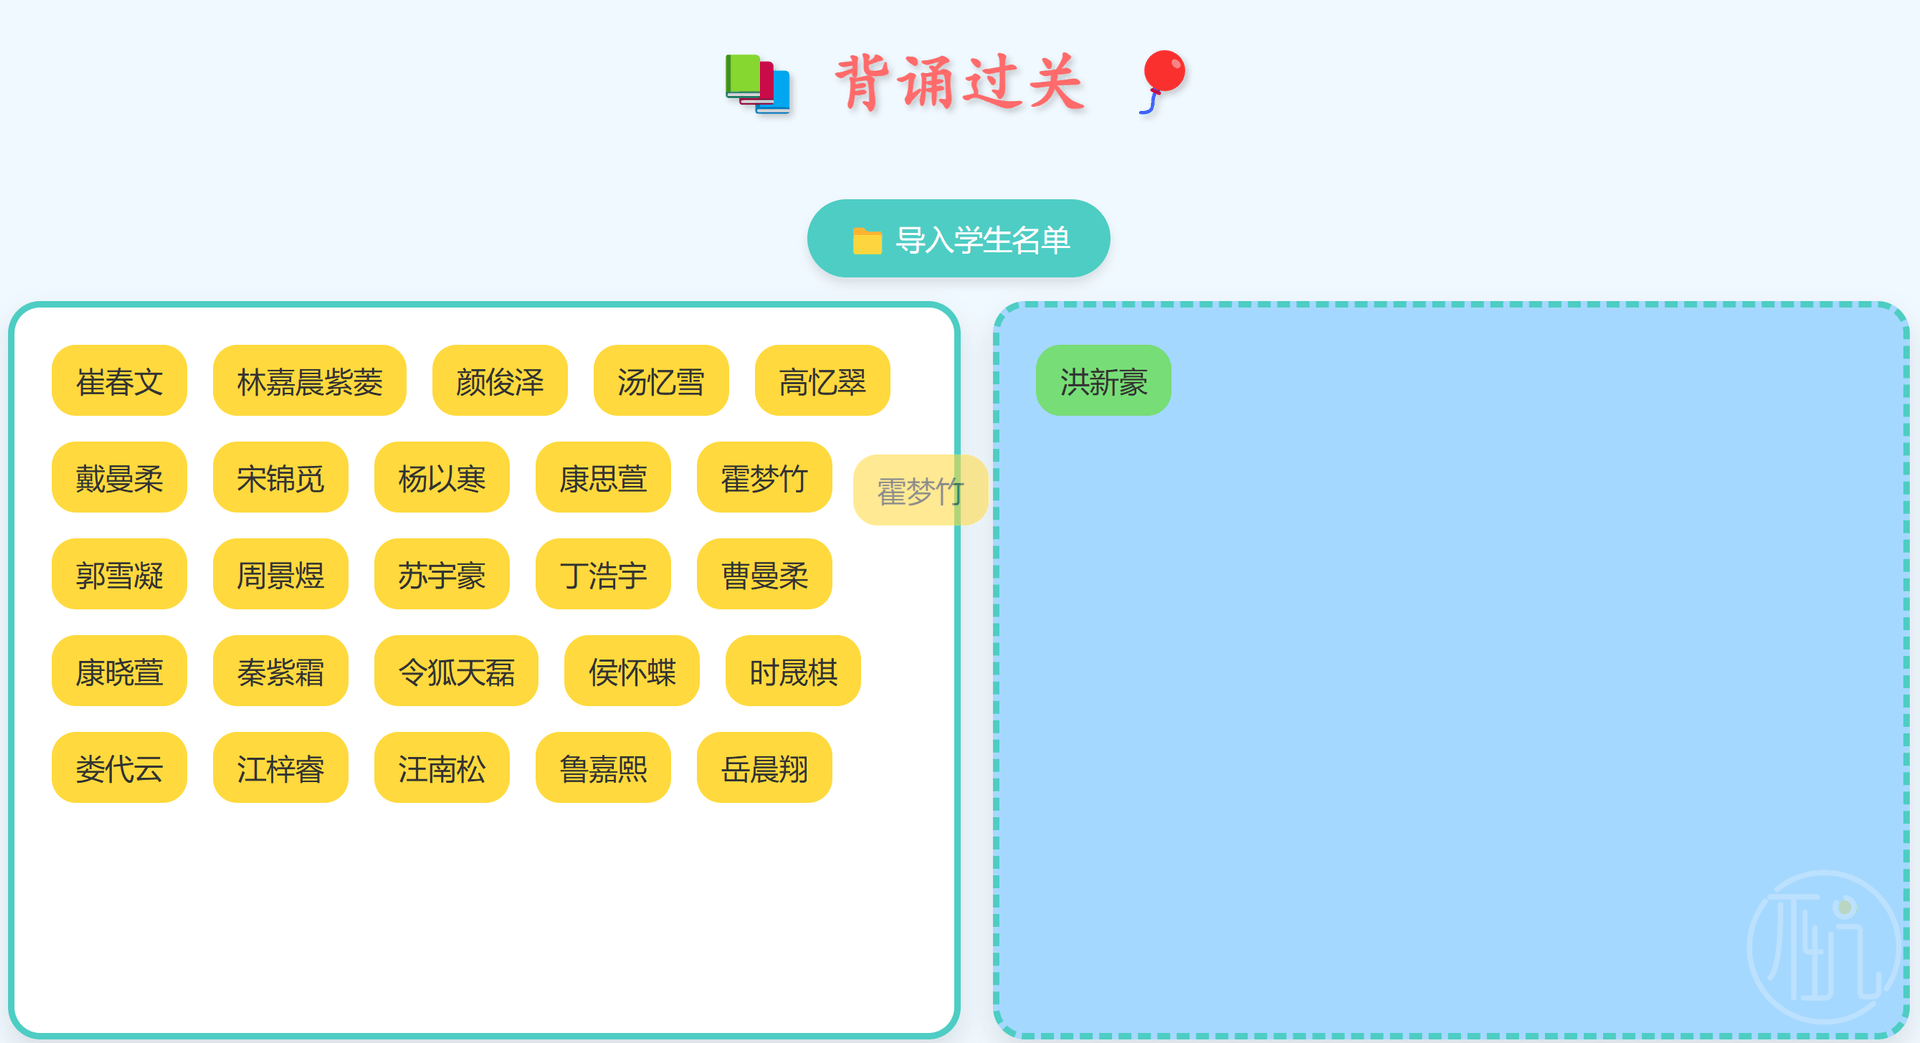 背诵过关
导入学生名单
崔春文 林嘉晨紫菱 颜俊泽 汤忆雪 高忆翠
戴曼柔 宋锦觅 杨以寒 康思萱 霍梦竹 霍梦竹
郭雪凝 周景煜 苏宇豪 丁浩宇 曹曼柔
康晓萱 秦紫霜 令狐天磊 侯怀蝶 时晟棋
娄代云 江梓睿 汪南松 鲁嘉熙 岳晨翔
洪新豪